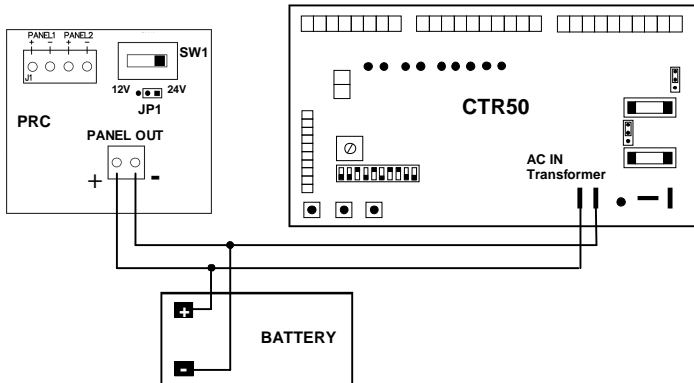 PANEL1 PANEL2
+ - + -
J1
SW1
12V 24V
JP1
PRC
PANEL OUT
+ -
CTR50
AC IN
Transformer
+
BATTERY
-